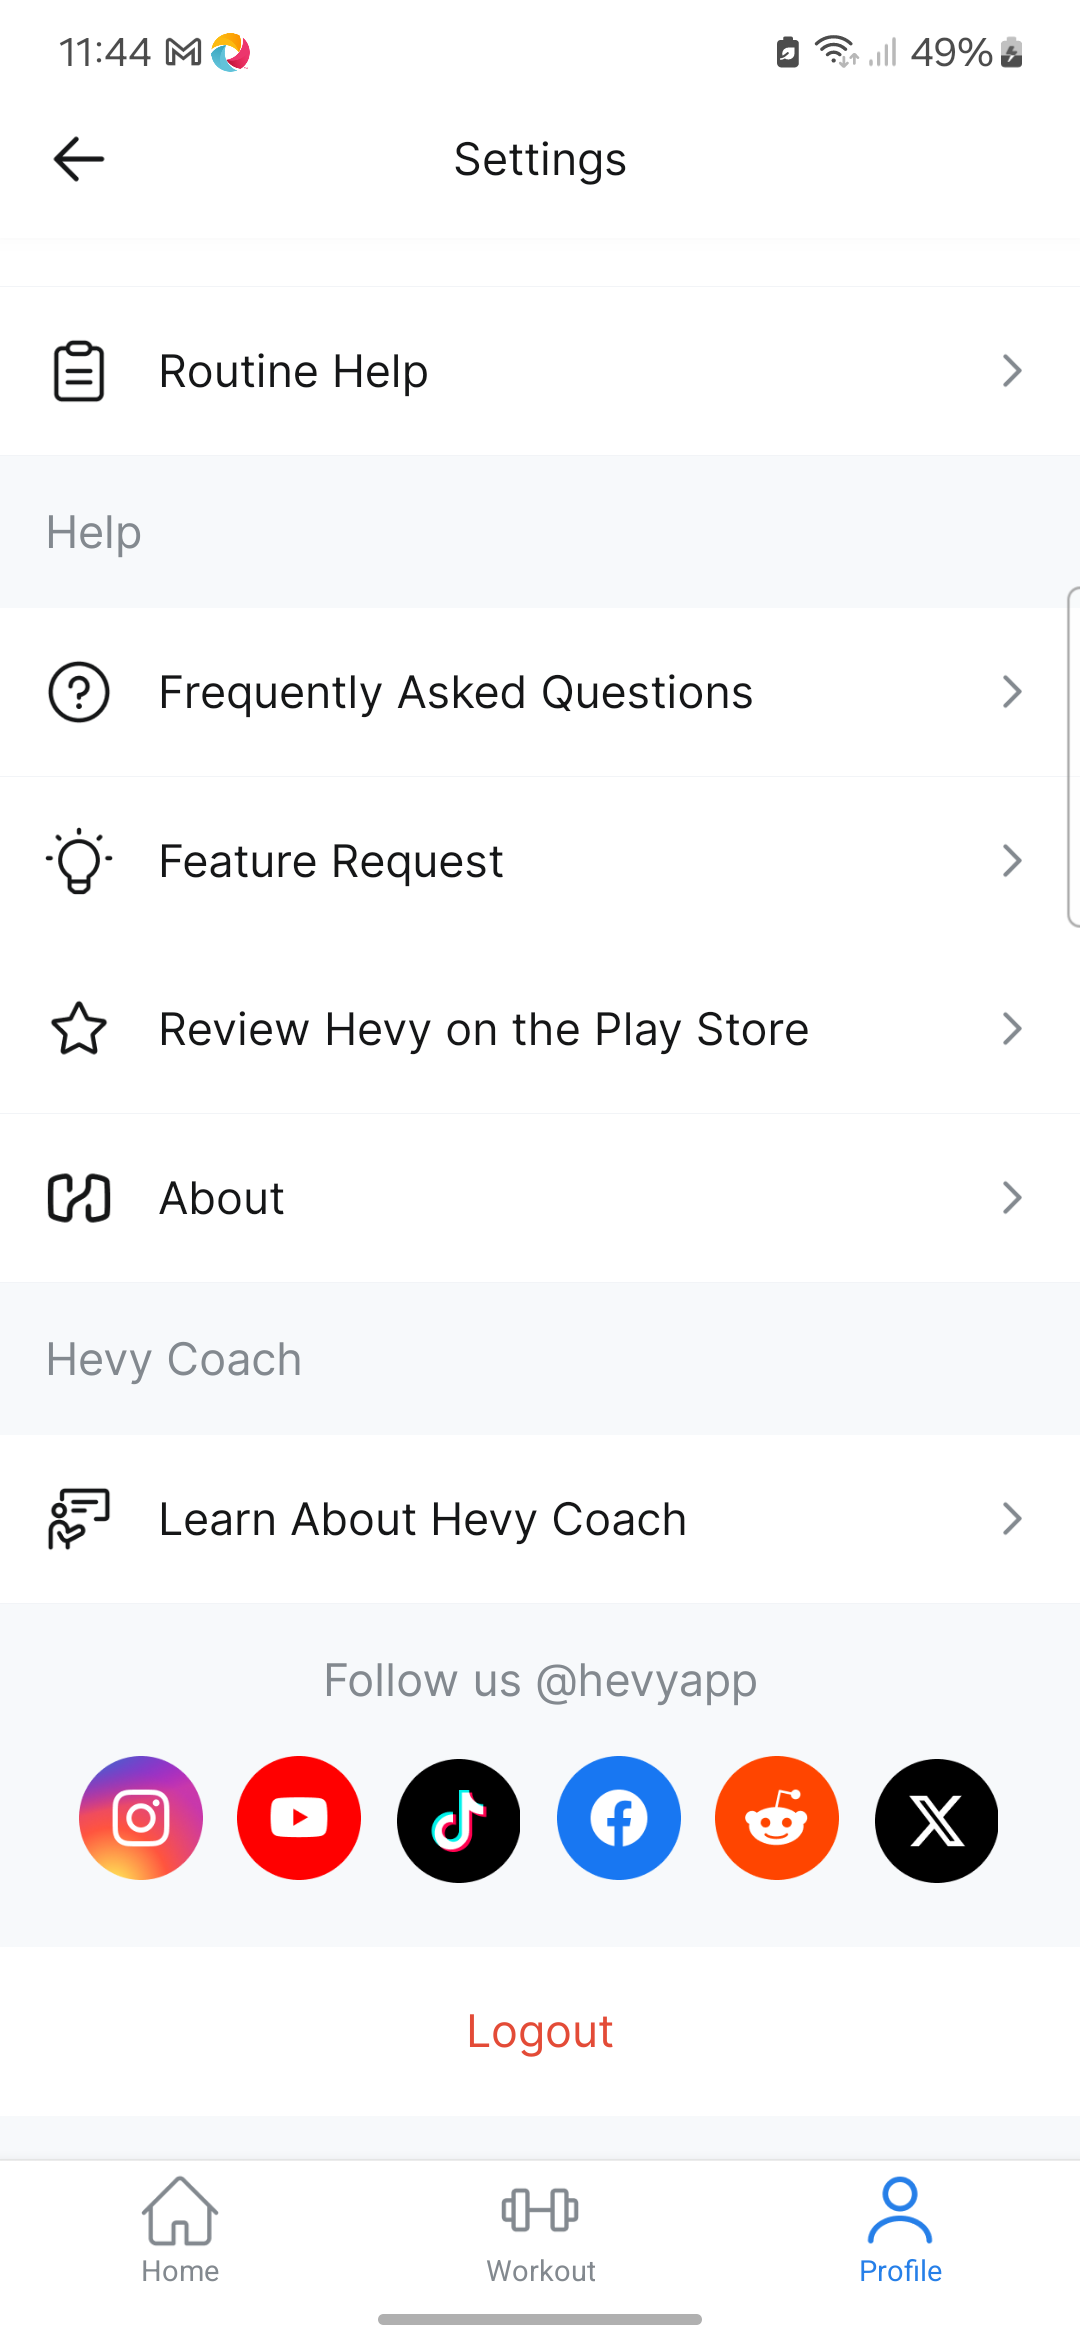 11:44
49%
Settings
Routine Help
Help
Frequently Asked Questions
Feature Request
Review Hevy on the Play Store
About
Hevy Coach
Learn About Hevy Coach
Follow us @hevyapp
Logout
Home
Workout
Profile